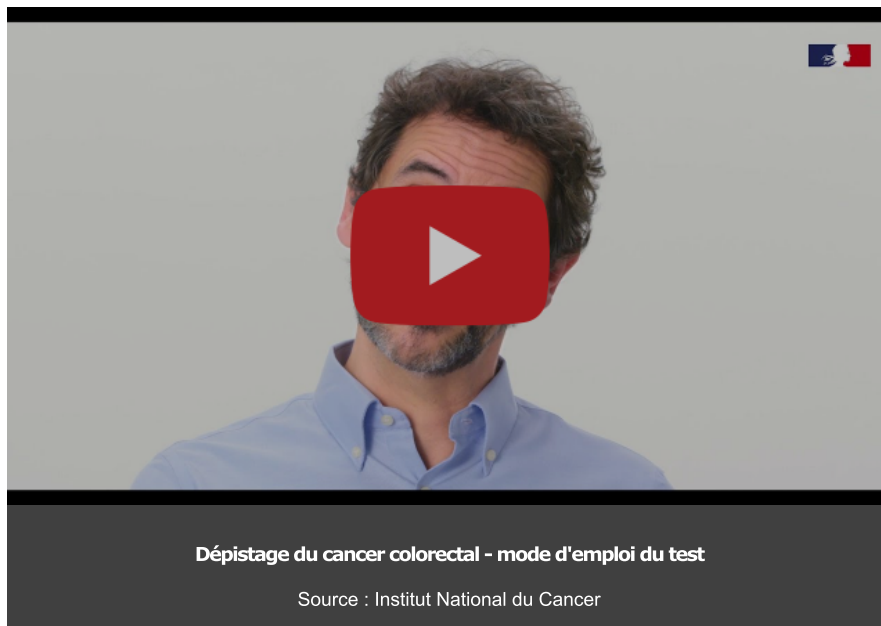 Dépistage du cancer colorectal - mode d'emploi du test
Source : Institut National du Cancer